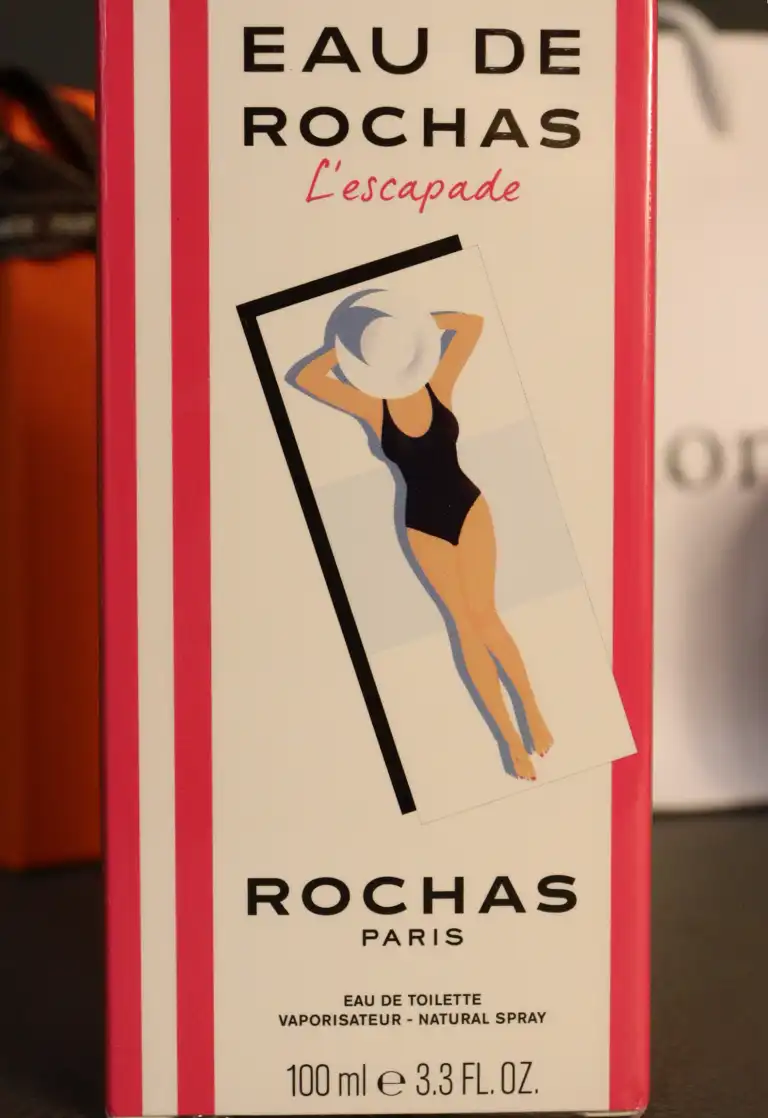 EAU DE
ROCHAS
L'escapade
ROCHAS
PARIS
EAU DE TOILETTE
VAPORISATEUR - NATURAL SPRAY
100 ml e 3.3 FL. OZ.